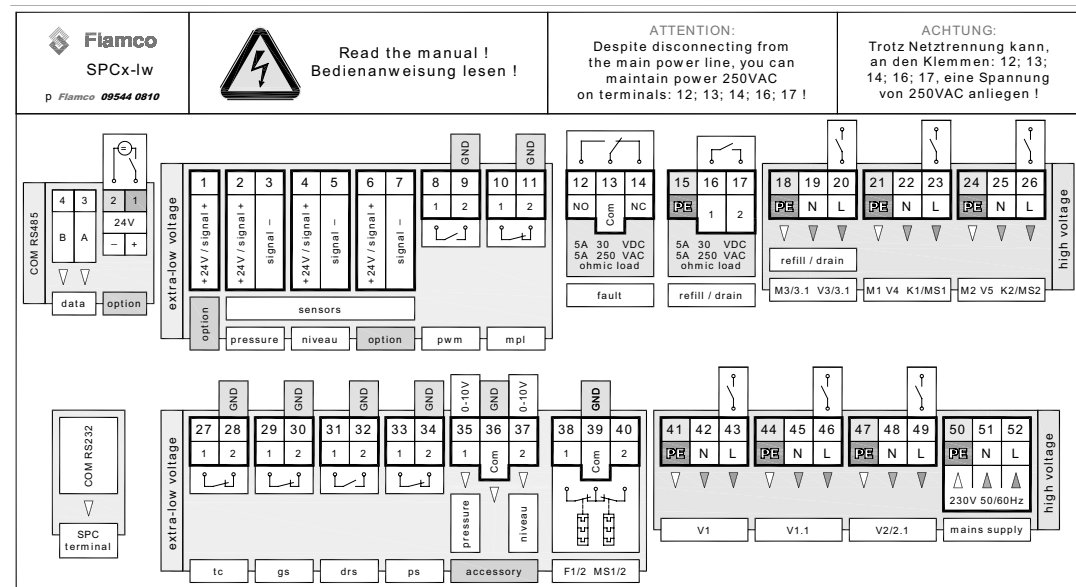 Flamco
SPCx-lw
p Flamco 09544 0810
Read the manual !
Bedienanweisung lesen !
ATTENTION:
Despite disconnecting from
the main power line, you can
maintain power 250VAC
on terminals: 12; 13; 14; 16; 17 !
ACHTUNG:
Trotz Netztrennung kann,
an den Klemmen: 12; 13;
14; 16; 17, eine Spannung
von 250VAC anliegen !
COM RS485
4 3
B A
data
2 1
24V
– +
option
extra-low voltage
1 2 3 4 5 6 7
+24V / signal +
+24V / signal +
signal –
+24V / signal +
signal –
+24V / signal +
signal –
option
sensors
pressure niveau option
GND GND
8 9 10 11
1 2 1 2
pwm mpl
12 13 14
NO Com NC
5A 30 VDC
5A 250 VAC
ohmic load
fault
15 16 17
PE 1 2
5A 30 VDC
5A 250 VAC
ohmic load
refill / drain
18 19 20 21 22 23 24 25 26
PE N L PE N L PE N L
refill / drain
M3/3.1 V3/3.1 M1 V4 K1/MS1 M2 V5 K2/MS2
high voltage
COM RS232
SPC
terminal
extra-low voltage
GND GND GND GND 0-10V GND 0-10V GND
27 28 29 30 31 32 33 34 35 36 37 38 39 40
1 2 1 2 1 2 1 2 1 Com 2 1 Com 2
pressure niveau
tc gs drs ps accessory F1/2 MS1/2
41 42 43 44 45 46 47 48 49 50 51 52
PE N L PE N L PE N L PE N L
230V 50/60Hz
V1 V1.1 V2/2.1 mains supply
high voltage